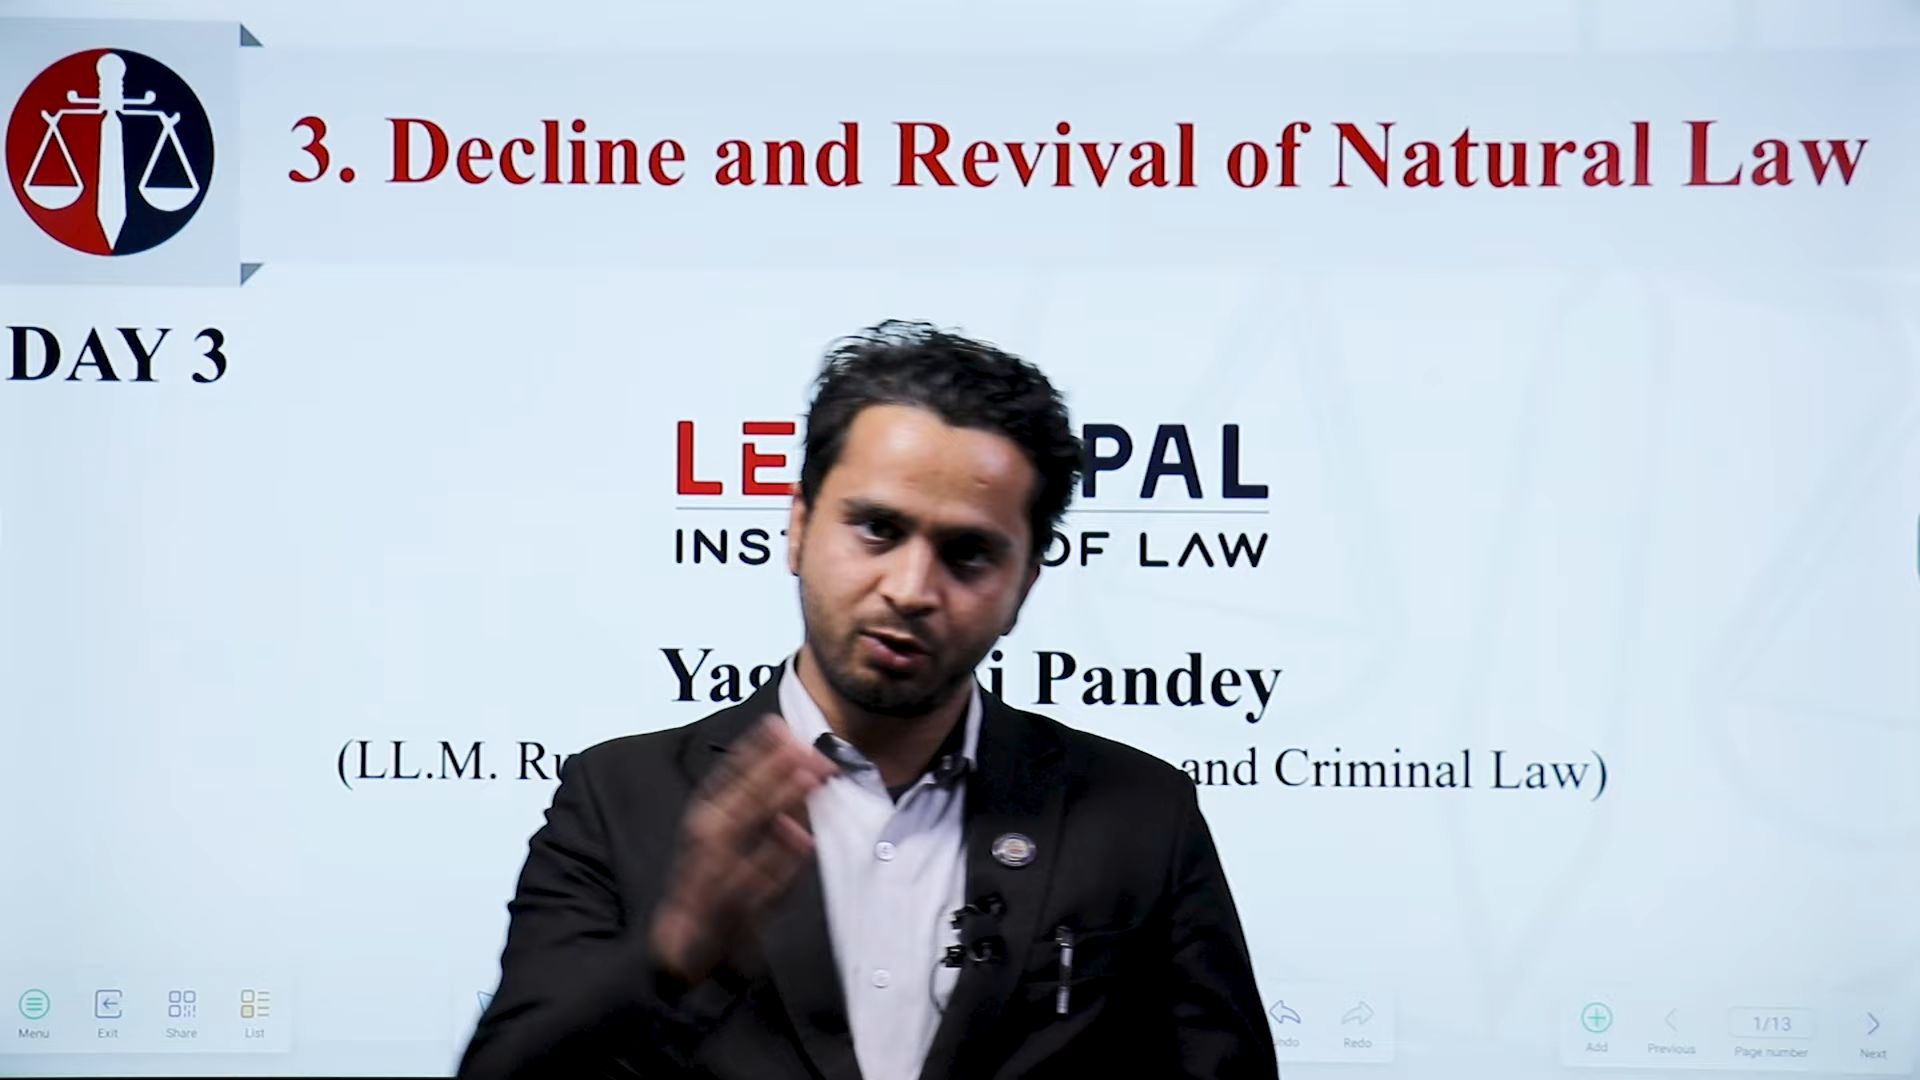 3. Decline and Revival of Natural Law
DAY 3
LE PAL
INST OF LAW
Yag i Pandey
(LL.M. Ru and Criminal Law)
Menu Exit Share List
Undo Redo
Add Previous 1/13 Page number Next